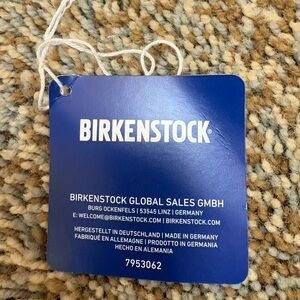 BIRKENSTOCK
BIRKENSTOCK GLOBAL SALES GMBH
BURG OCKENFELS | 53545 LINZ | GERMANY
E: WELCOME@BIRKENSTOCK.COM | BIRKENSTOCK.COM
HERGESTELLT IN DEUTSCHLAND | MADE IN GERMANY
FABRIQUÉ EN ALLEMAGNE | PRODOTTO IN GERMANIA
HECHO EN ALEMANIA
7953062